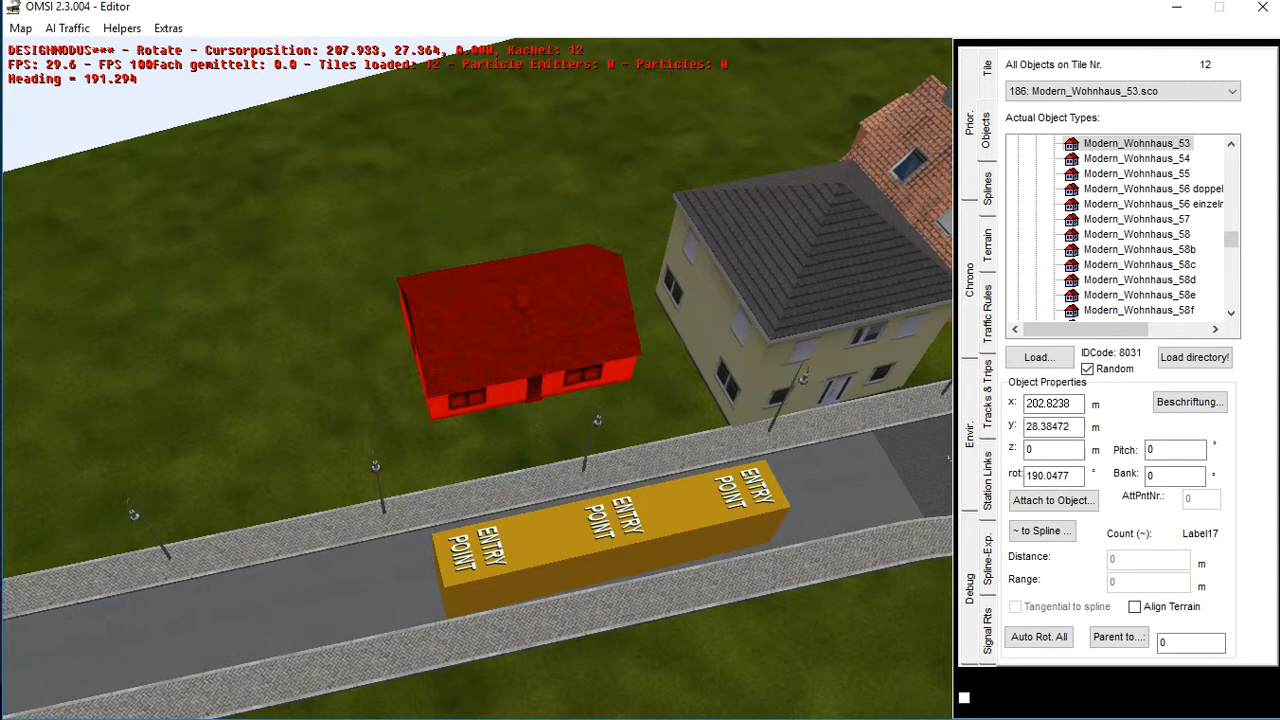 OMSI 2.3.004 - Editor
Map AI Traffic Helpers Extras
DESIGNMODUS*** - Rotate - Cursorposition: 207.933, 27.364, 0.000, Kachel: 12
FPS: 29.6 - FPS 100Fach gemittelt: 0.0 - Tiles loaded: 12 - Particle Emitters: 0 - Particles: 0
Heading = 191.294
ENTRY POINT
ENTRY POINT
ENTRY POINT
Tile
Objects
Splines
Terrain
Traffic Rules
Tracks & Trips
Station Links
Spline-Exp.
Signal Rts
Prior.
Chrono
Envir.
Debug
All Objects on Tile Nr. 12
186: Modern_Wohnhaus_53.sco
Actual Object Types:
Modern_Wohnhaus_53
Modern_Wohnhaus_54
Modern_Wohnhaus_55
Modern_Wohnhaus_56 doppel
Modern_Wohnhaus_56 einzelr
Modern_Wohnhaus_57
Modern_Wohnhaus_58
Modern_Wohnhaus_58b
Modern_Wohnhaus_58c
Modern_Wohnhaus_58d
Modern_Wohnhaus_58e
Modern_Wohnhaus_58f
Load... IDCode: 8031 Load directory!
Random
Object Properties
x: 202.8238 m Beschriftung...
y: 28.38472 m
z: 0 m Pitch: 0 °
rot: 190.0477 ° Bank: 0 °
Attach to Object... AttPntNr.: 0
~ to Spline ... Count (~): Label17
Distance: 0 m
Range: 0 m
Tangential to spline Align Terrain
Auto Rot. All Parent to...: 0